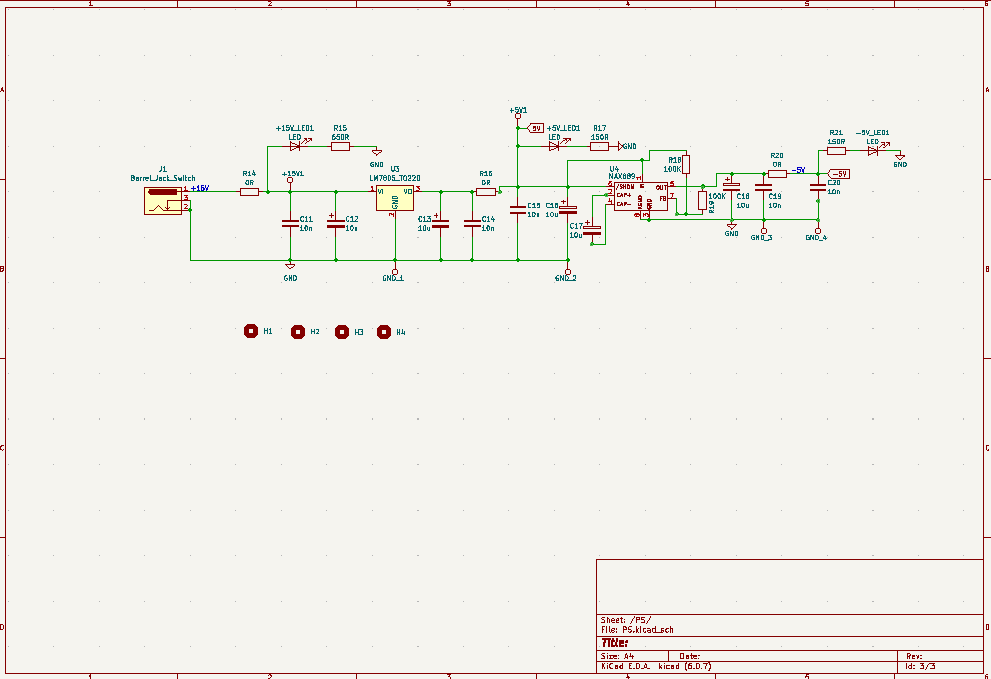 1 2 3 4 5 6
A A
+5V1
5V +5V_LED1
LED
R17
150R
GND
+15V_LED1
LED
R15
650R
GND
R21
150R
-5V_LED1
LED
GND
J1
Barrel_Jack_Switch
1 +15V
3
2
R14
0R
+15V1
U3
LM7805_TO220
1 VI VO 3
GND
2
R16
0R
U4
/SHDN
CAP+
CAP-
OUT
FB
R18
100K
100K
R19
R20
0R
-5V
-5V
C11
10n
C12
10n
C13
10u
C14
10n
C15
10n
C16
10u
C17
10u
C18
10u
C19
10n
C20
10n
GND
GND_3
GND_4
GND
GND_1
GND_2
B B
H1 H2 H3 H4
C C
D D
Sheet: /PS/
File: PS.kicad_sch
Title:
Size: A4 Date: Rev:
KiCad E.D.A. kicad (6.0.7) Id: 3/3
1 2 3 4 5 6